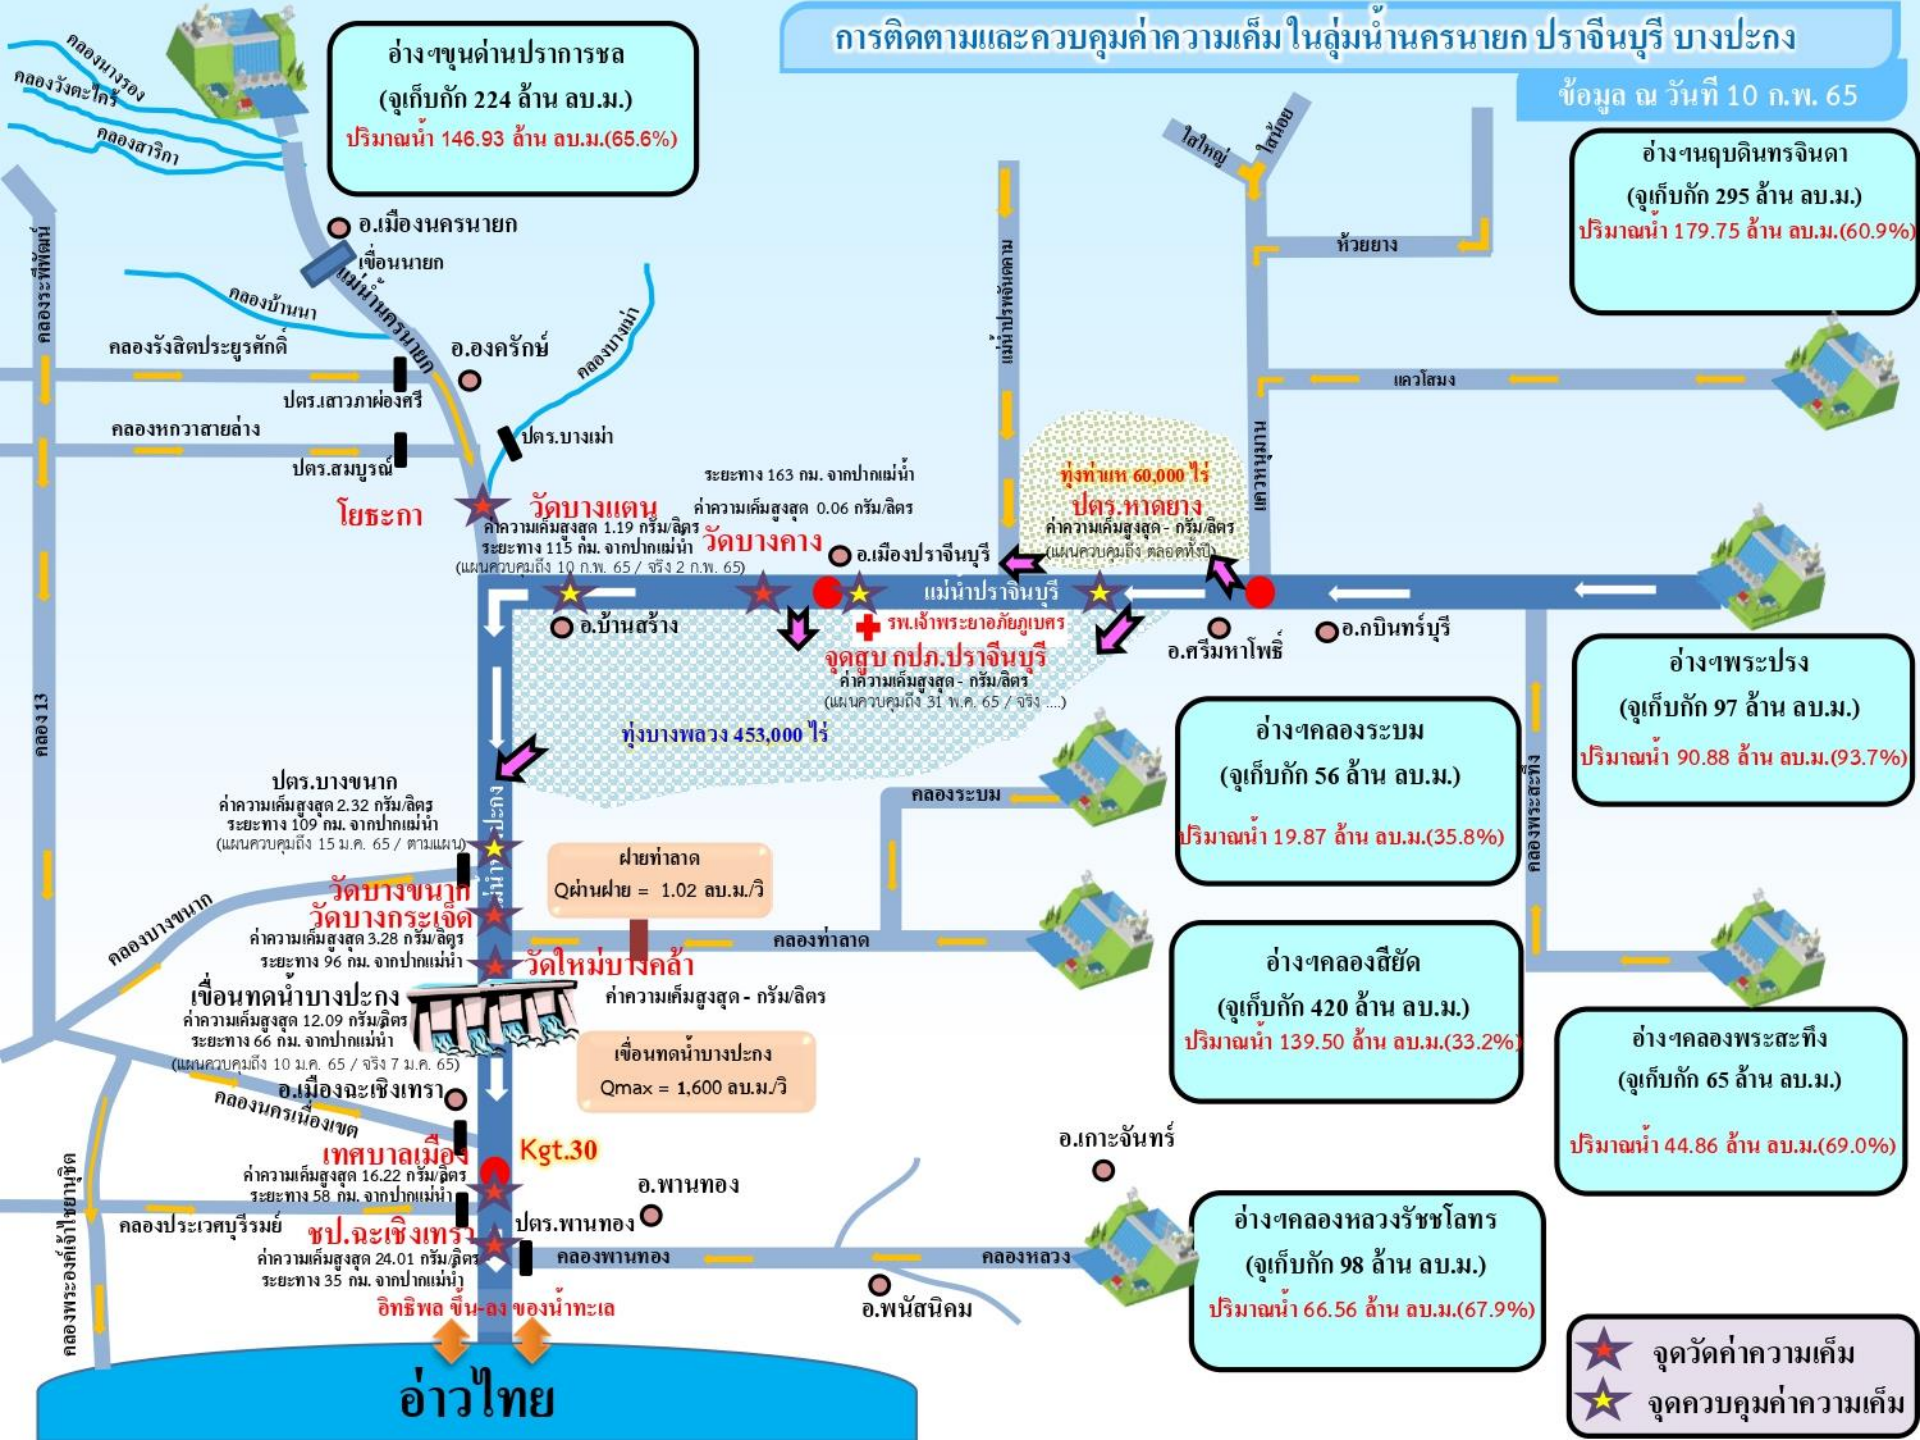 การติดตามและควบคุมค่าความเค็ม ในลุ่มน้ำนครนายก ปราจีนบุรี บางปะกง
ข้อมูล ณ วันที่ 10 ก.พ. 65
อ่างฯขุนด่านปราการชล
(จุเก็บกัก 224 ล้าน ลบ.ม.)
ปริมาณน้ำ 146.93 ล้าน ลบ.ม.(65.6%)
คลองนางรอง
คลองวังตะไคร้
คลองสาริกา
อ.เมืองนครนายก
เขื่อนนายก
แม่น้ำนครนายก
คลองบ้านนา
คลองระพีพัฒน์
คลองรังสิตประยูรศักดิ์
อ.องครักษ์
คลองบางเม่า
ปตร.เสาวภาผ่องศรี
คลองหกวาสายล่าง
ปตร.สมบูรณ์
ปตร.บางเม่า
ใสใหญ่
ใสน้อย
ห้วยยาง
แควโสมง
แควหนุมาน
แม่น้ำประจันตคาม
อ่างฯนฤบดินทรจินดา
(จุเก็บกัก 295 ล้าน ลบ.ม.)
ปริมาณน้ำ 179.75 ล้าน ลบ.ม.(60.9%)
โยธะกา
วัดบางแตน
ค่าความเค็มสูงสุด 1.19 กรัม/ลิตร
ระยะทาง 115 กม. จากปากแม่น้ำ
(แผนควบคุมถึง 10 ก.พ. 65 / จริง 2 ก.พ. 65)
ระยะทาง 163 กม. จากปากแม่น้ำ
ค่าความเค็มสูงสุด 0.06 กรัม/ลิตร
วัดบางคาง
อ.เมืองปราจีนบุรี
ทุ่งท่าแห 60,000 ไร่
ปตร.หาดยาง
ค่าความเค็มสูงสุด - กรัม/ลิตร
(แผนควบคุมถึง ตลอดทั้งปี)
แม่น้ำปราจีนบุรี
อ.บ้านสร้าง
รพ.เจ้าพระยาอภัยภูเบศร
จุดสูบ กปภ.ปราจีนบุรี
ค่าความเค็มสูงสุด - กรัม/ลิตร
(แผนควบคุมถึง 31 พ.ค. 65 / จริง ....)
อ.ศรีมหาโพธิ์
อ.กบินทร์บุรี
ทุ่งบางพลวง 453,000 ไร่
คลอง 13
อ่างฯพระปรง
(จุเก็บกัก 97 ล้าน ลบ.ม.)
ปริมาณน้ำ 90.88 ล้าน ลบ.ม.(93.7%)
อ่างฯคลองระบม
(จุเก็บกัก 56 ล้าน ลบ.ม.)
ปริมาณน้ำ 19.87 ล้าน ลบ.ม.(35.8%)
คลองระบม
คลองพระสะทึง
ปตร.บางขนาก
ค่าความเค็มสูงสุด 2.32 กรัม/ลิตร
ระยะทาง 109 กม. จากปากแม่น้ำ
(แผนควบคุมถึง 15 ม.ค. 65 / ตามแผน)
วัดบางขนาก
วัดบางกระเจ็ด
ค่าความเค็มสูงสุด 3.28 กรัม/ลิตร
ระยะทาง 96 กม. จากปากแม่น้ำ
คลองบางขนาก
ฝายท่าลาด
Qผ่านฝาย = 1.02 ลบ.ม./วิ
คลองท่าลาด
วัดใหม่บางคล้า
ค่าความเค็มสูงสุด - กรัม/ลิตร
อ่างฯคลองสียัด
(จุเก็บกัก 420 ล้าน ลบ.ม.)
ปริมาณน้ำ 139.50 ล้าน ลบ.ม.(33.2%)
เขื่อนทดน้ำบางปะกง
ค่าความเค็มสูงสุด 12.09 กรัม/ลิตร
ระยะทาง 66 กม. จากปากแม่น้ำ
(แผนควบคุมถึง 10 ม.ค. 65 / จริง 7 ม.ค. 65)
เขื่อนทดน้ำบางปะกง
Qmax = 1,600 ลบ.ม./วิ
อ.เมืองฉะเชิงเทรา
คลองนครเนื่องเขต
อ่างฯคลองพระสะทึง
(จุเก็บกัก 65 ล้าน ลบ.ม.)
ปริมาณน้ำ 44.86 ล้าน ลบ.ม.(69.0%)
เทศบาลเมือง
ค่าความเค็มสูงสุด 16.22 กรัม/ลิตร
ระยะทาง 58 กม. จากปากแม่น้ำ
Kgt.30
คลองประเวศบุรีรมย์
คลองพระองค์เจ้าไชยานุชิต
ชป.ฉะเชิงเทรา
ค่าความเค็มสูงสุด 24.01 กรัม/ลิตร
ระยะทาง 35 กม. จากปากแม่น้ำ
อ.พานทอง
ปตร.พานทอง
คลองพานทอง
คลองหลวง
อ.เกาะจันทร์
อ.พนัสนิคม
อ่างฯคลองหลวงรัชชโลทร
(จุเก็บกัก 98 ล้าน ลบ.ม.)
ปริมาณน้ำ 66.56 ล้าน ลบ.ม.(67.9%)
อิทธิพล ขึ้น-ลง ของน้ำทะเล
อ่าวไทย
จุดวัดค่าความเค็ม
จุดควบคุมค่าความเค็ม